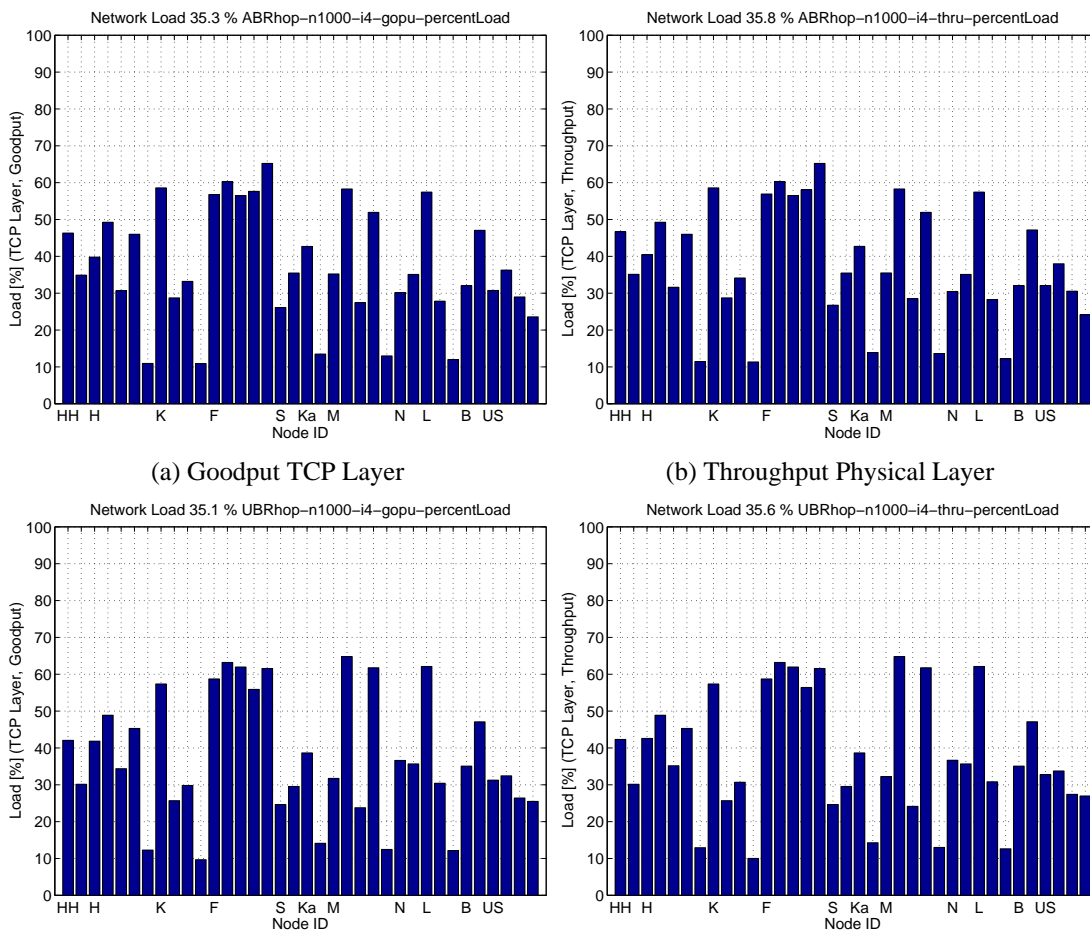 Network Load 35.3 % ABRhop−n1000−i4−gopu−percentLoad
100
90
80
70
60
50
40
30
20
10
0
Load [%] (TCP Layer, Goodput)
HH H K F S Ka M N L B US
Node ID
(a) Goodput TCP Layer
Network Load 35.8 % ABRhop−n1000−i4−thru−percentLoad
100
90
80
70
60
50
40
30
20
10
0
Load [%] (TCP Layer, Throughput)
HH H K F S Ka M N L B US
Node ID
(b) Throughput Physical Layer
Network Load 35.1 % UBRhop−n1000−i4−gopu−percentLoad
100
90
80
70
60
50
40
30
20
10
0
Load [%] (TCP Layer, Goodput)
HH H K F S Ka M N L B US
Node ID
Network Load 35.6 % UBRhop−n1000−i4−thru−percentLoad
100
90
80
70
60
50
40
30
20
10
0
Load [%] (TCP Layer, Throughput)
HH H K F S Ka M N L B US
Node ID